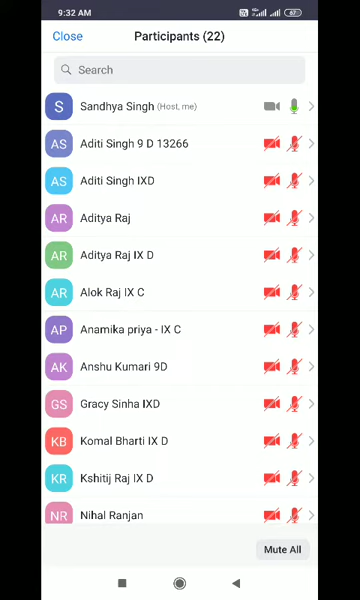 9:32 AM
67
Close
Participants (22)
Search
S Sandhya Singh (Host, me)
AS Aditi Singh 9 D 13266
AS Aditi Singh IXD
AR Aditya Raj
AR Aditya Raj IX D
AR Alok Raj IX C
AP Anamika priya - IX C
AK Anshu Kumari 9D
GS Gracy Sinha IXD
KB Komal Bharti IX D
KR Kshitij Raj IX D
NR Nihal Ranjan
Mute All